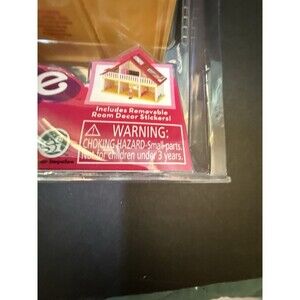 e
Includes Removable
Room Decor Stickers!
WARNING:
CHOKING HAZARD-Small parts.
Not for children under 3 years.